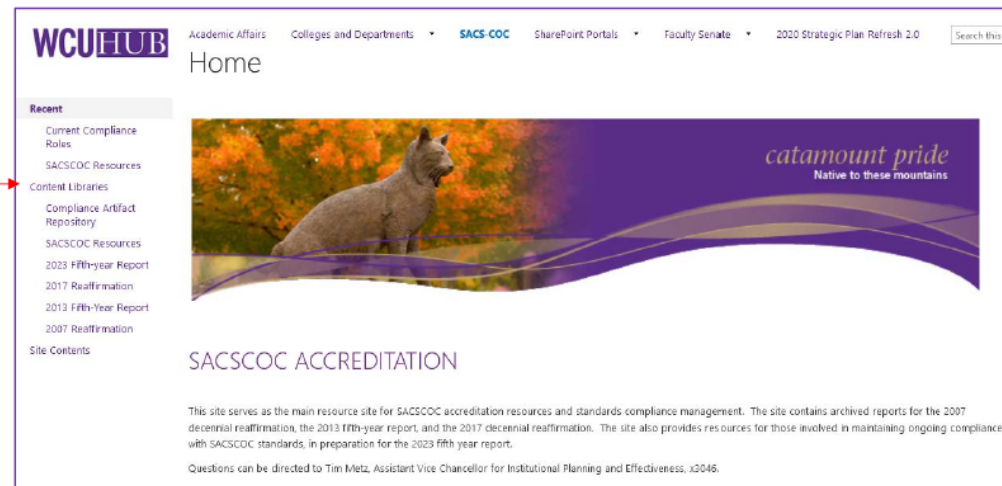 WCUHUB
Academic Affairs Colleges and Departments SACS-COC SharePoint Portals Faculty Senate 2020 Strategic Plan Refresh 2.0 Search this
Home
Recent
Current Compliance
Roles
SACSCOC Resources
Content Libraries
Compliance Artifact
Repository
SACSCOC Resources
2023 Fifth-year Report
2017 Reaffirmation
2013 Fifth-Year Report
2007 Reaffirmation
Site Contents
catamount pride
Native to these mountains
SACSCOC ACCREDITATION
This site serves as the main resource site for SACSCOC accreditation resources and standards compliance management. The site contains archived reports for the 2007
decennial reaffirmation, the 2013 fifth-year report, and the 2017 decennial reaffirmation. The site also provides resources for those involved in maintaining ongoing compliance
with SACSCOC standards, in preparation for the 2023 fifth year report.
Questions can be directed to Tim Metz, Assistant Vice Chancellor for Institutional Planning and Effectiveness, x3046.